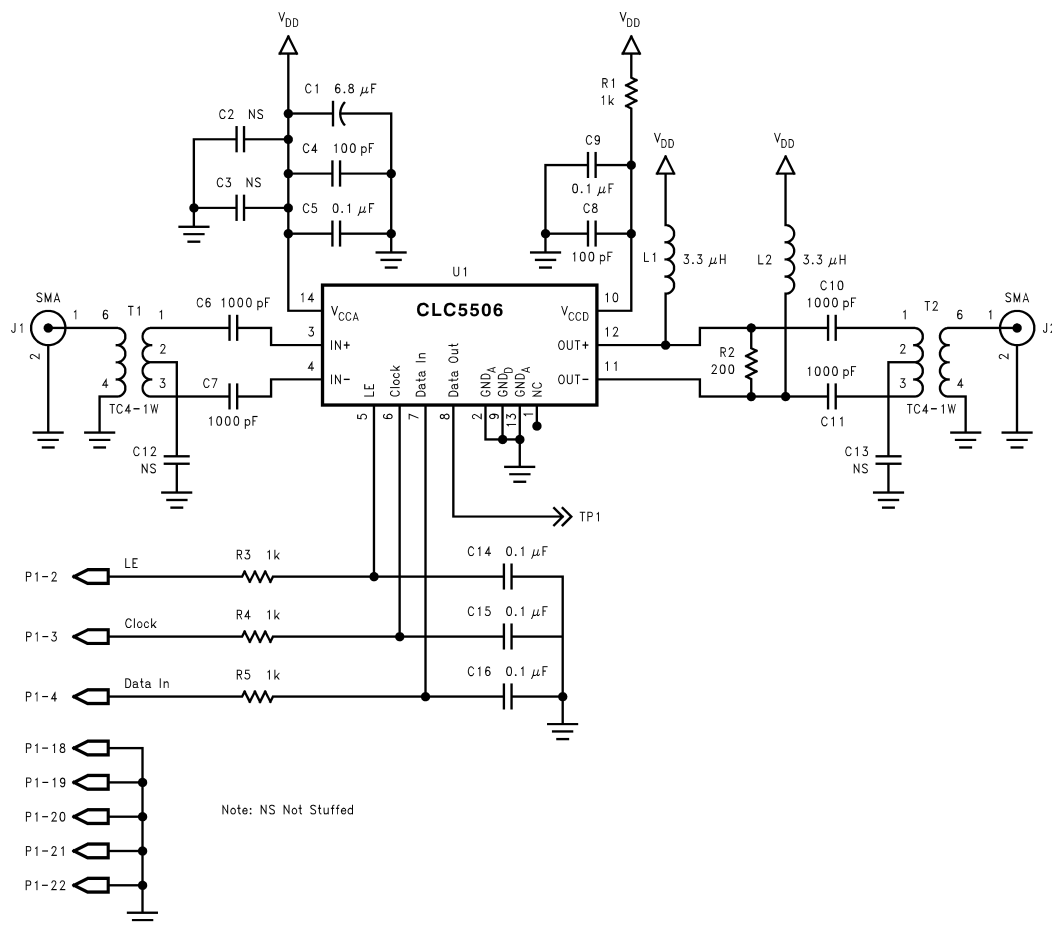 VDD
VDD
R1
1k
C1 6.8 μF
C2 NS
VDD
VDD
C4 100 pF
C9
0.1 μF
C3 NS
C5 0.1 μF
C8
100 pF
L1 3.3 μH
L2 3.3 μH
U1
CLC5506
14
VCCA
VCCD
10
SMA
J1
1
2
T1
6
4
1
2
3
TC4-1W
C6 1000 pF
3
IN+
C7
1000 pF
4
IN-
OUT+
12
OUT-
11
LE
Clock
Data In
Data Out
GNDA
GNDD
GNDA
NC
5
6
7
8
2
9
13
1
R2
200
C10
1000 pF
1000 pF
C11
T2
1
2
3
6
4
TC4-1W
SMA
1
2
J2
C12
NS
C13
NS
TP1
P1-2
LE
R3 1k
C14 0.1 μF
P1-3
Clock
R4 1k
C15 0.1 μF
P1-4
Data In
R5 1k
C16 0.1 μF
P1-18
P1-19
P1-20
P1-21
P1-22
Note: NS Not Stuffed